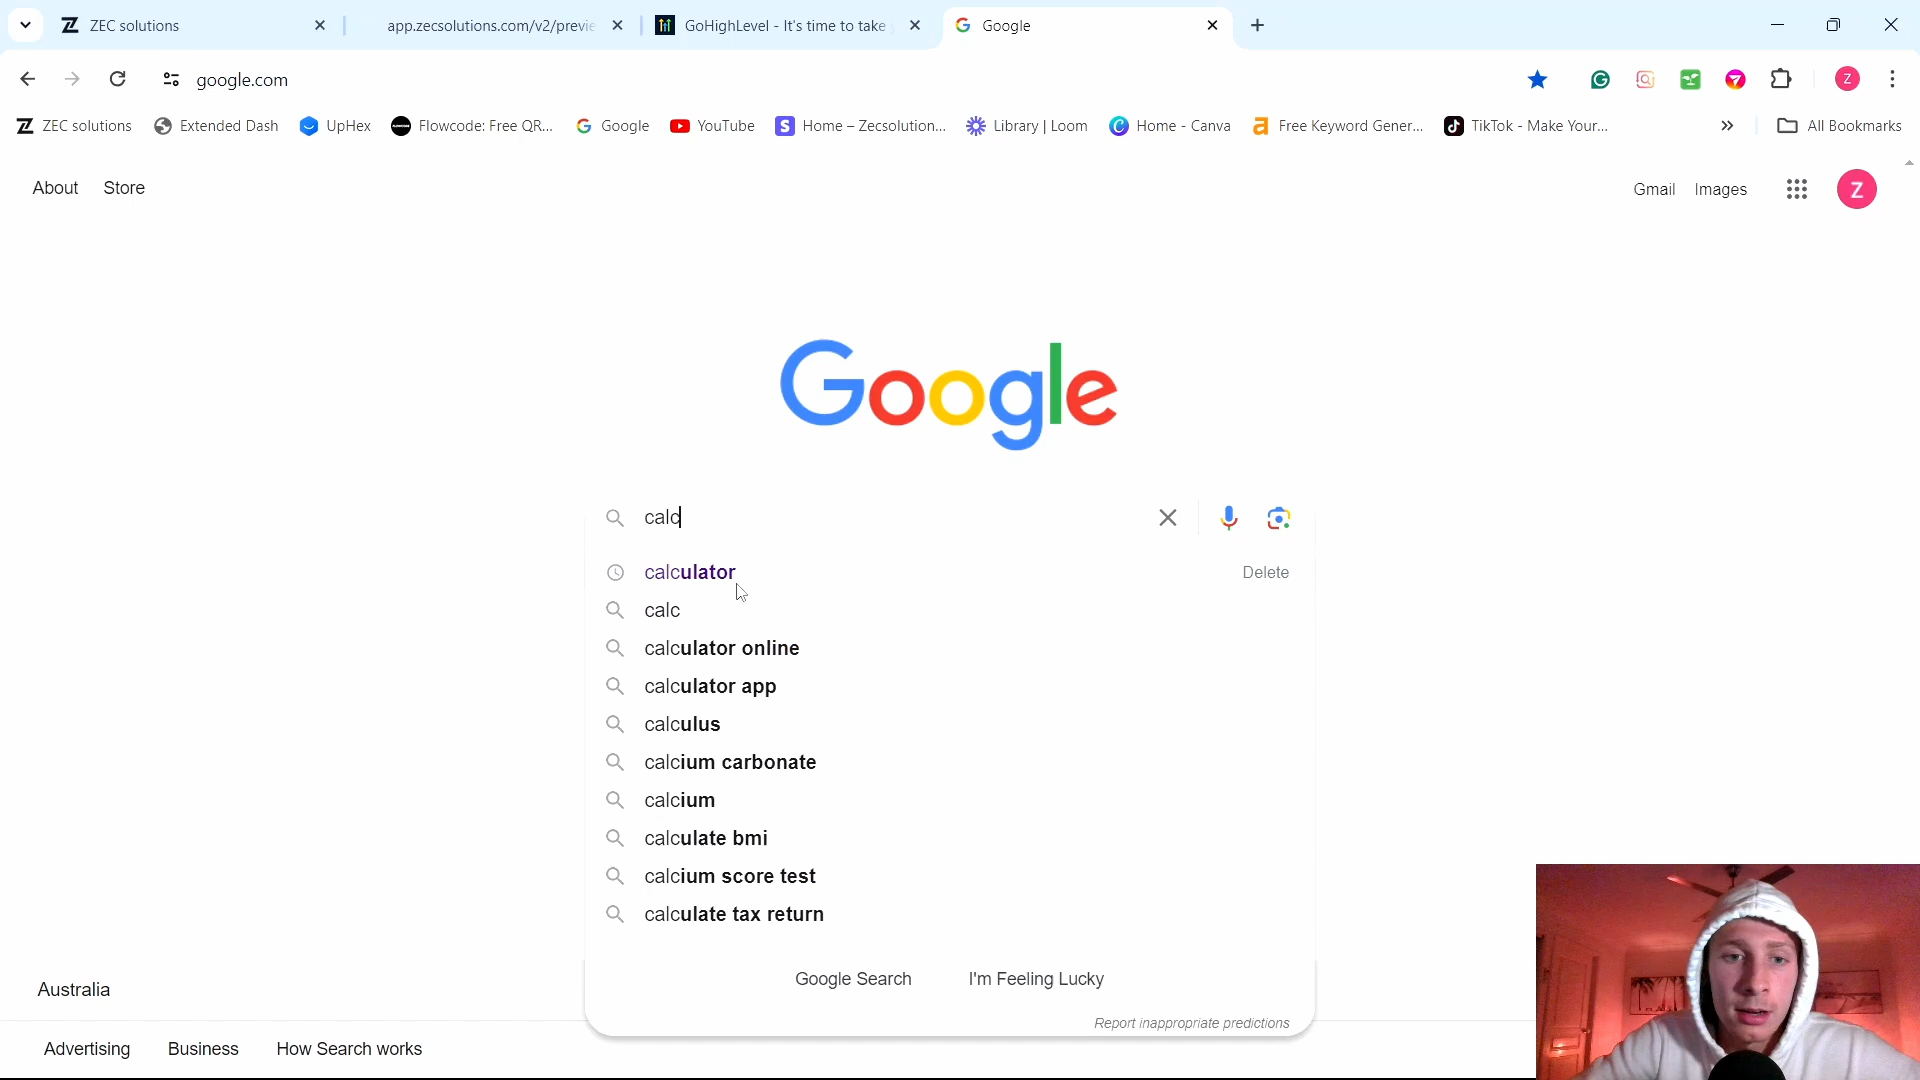 ZEC solutions
app.zecsolutions.com/v2/previe
GoHighLevel - It's time to take
Google
google.com
Z
ZEC solutions
Extended Dash
UpHex
Flowcode: Free QR...
Google
YouTube
Home – Zecsolution...
Library | Loom
Home - Canva
Free Keyword Gener...
TikTok - Make Your...
All Bookmarks
About Store
Gmail Images
Z
Google
calc
calculator
Delete
calc
calculator online
calculator app
calculus
calcium carbonate
calcium
calculate bmi
calcium score test
calculate tax return
Google Search I'm Feeling Lucky
Report inappropriate predictions
Australia
Advertising Business How Search works